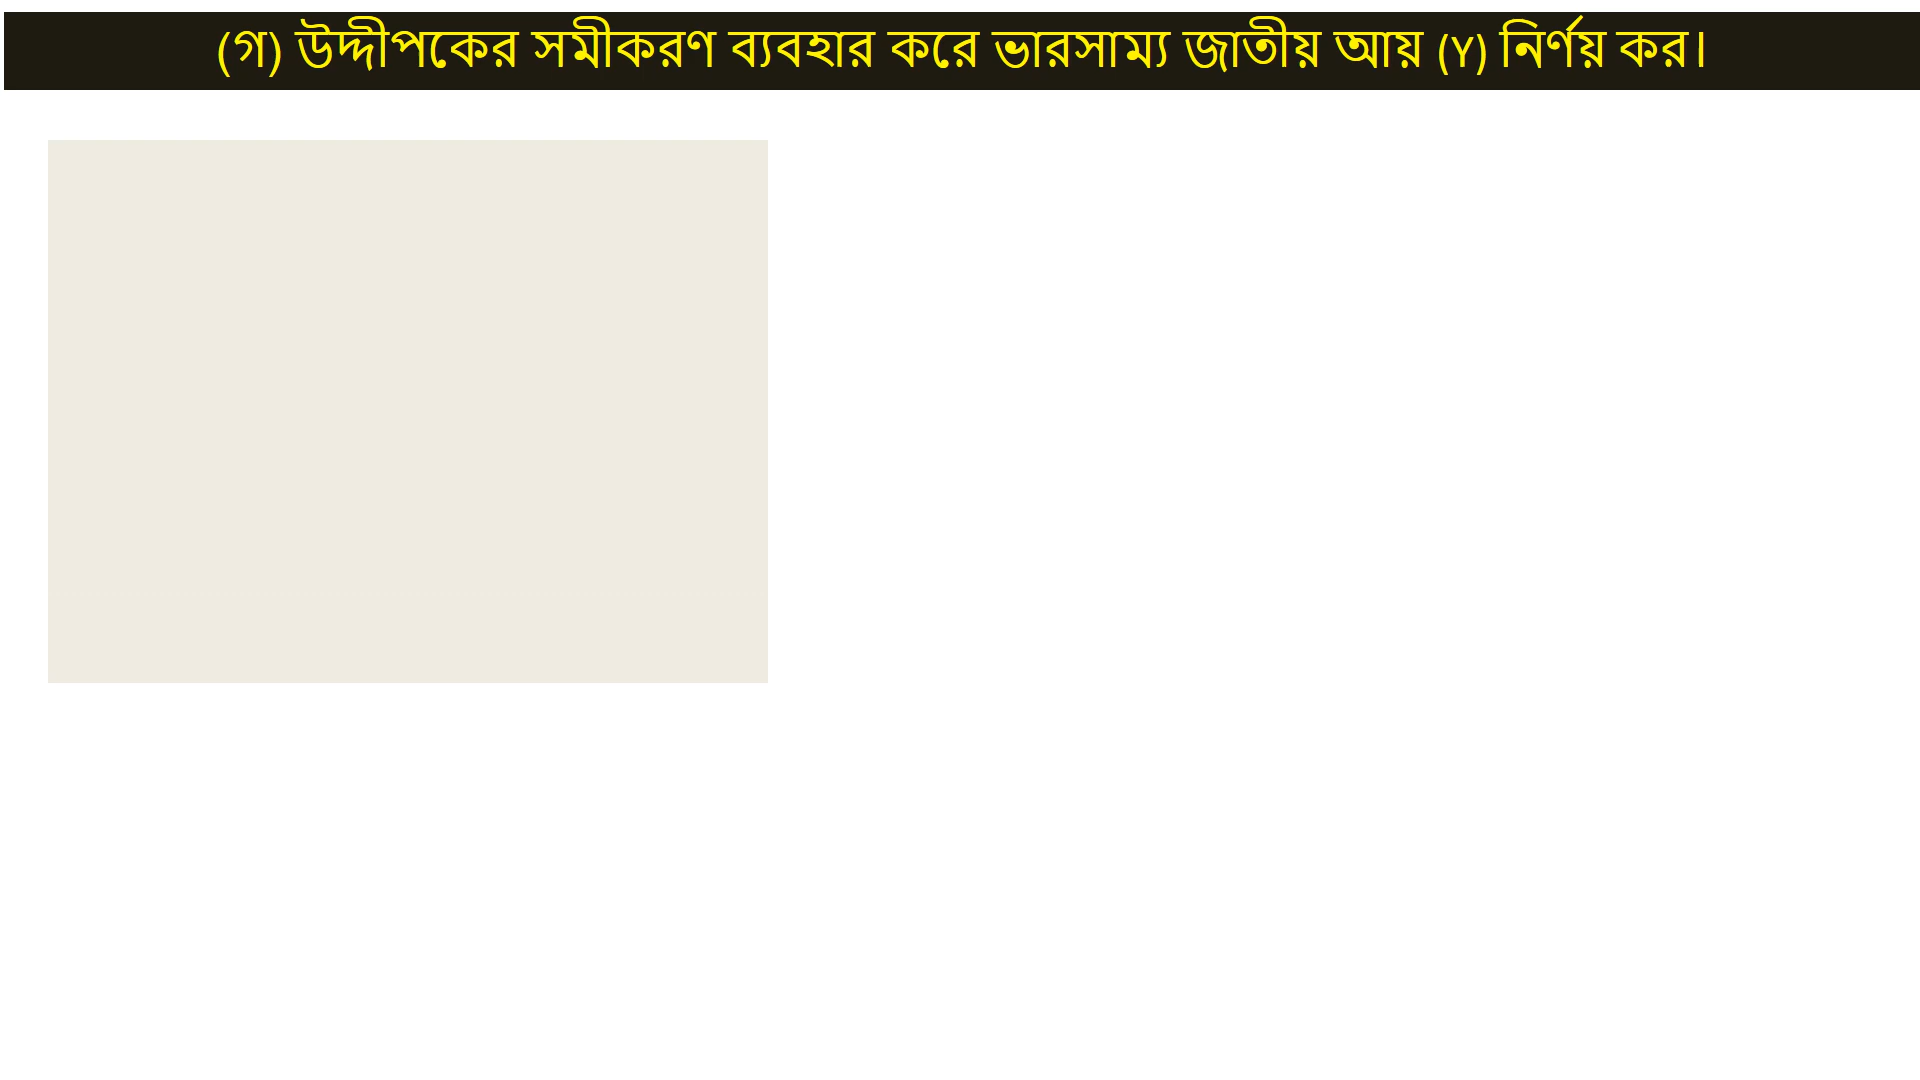 (গ) উদ্দীপকের সমীকরণ ব্যবহার করে ভারসাম্য জাতীয় আয় (Y) নির্ণয় কর।